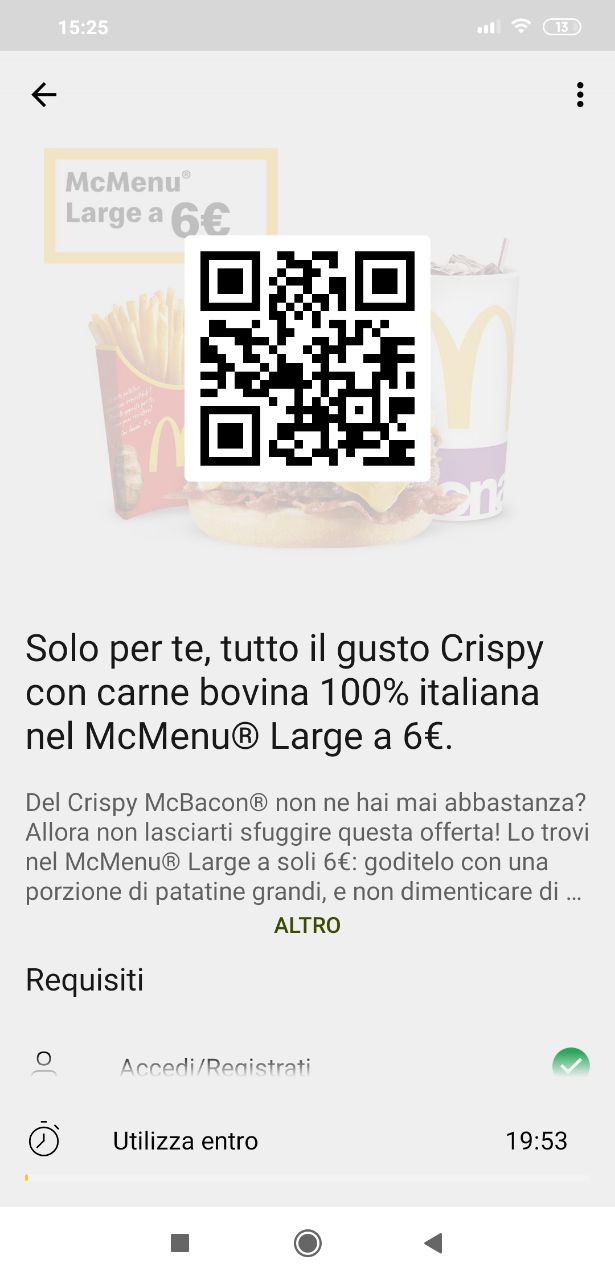 15:25
13
McMenu®
Large a 6€
Solo per te, tutto il gusto Crispy
con carne bovina 100% italiana
nel McMenu® Large a 6€.
Del Crispy McBacon® non ne hai mai abbastanza?
Allora non lasciarti sfuggire questa offerta! Lo trovi
nel McMenu® Large a soli 6€: goditelo con una
porzione di patatine grandi, e non dimenticare di ...
ALTRO
Requisiti
Accedi/Registrati
Utilizza entro
19:53